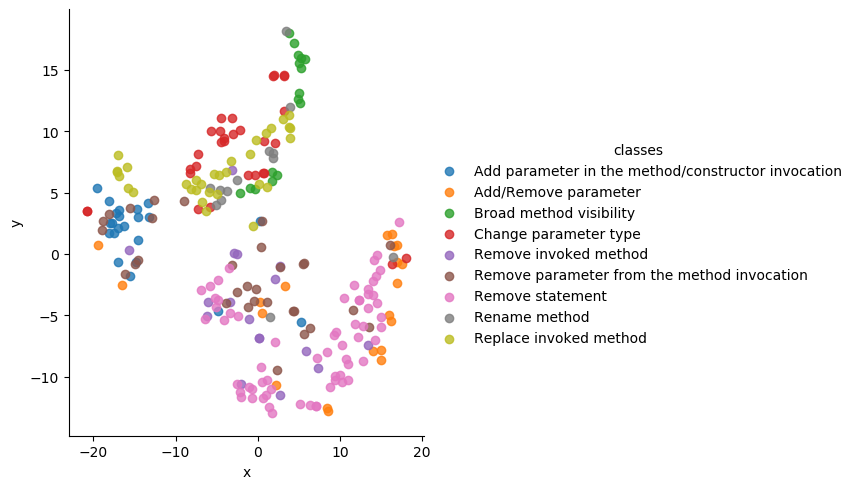 classes
Add parameter in the method/constructor invocation
Add/Remove parameter
Broad method visibility
Change parameter type
Remove invoked method
Remove parameter from the method invocation
Remove statement
Rename method
Replace invoked method
y
15
10
5
0
−5
−10
−20 −10 0 10 20
x